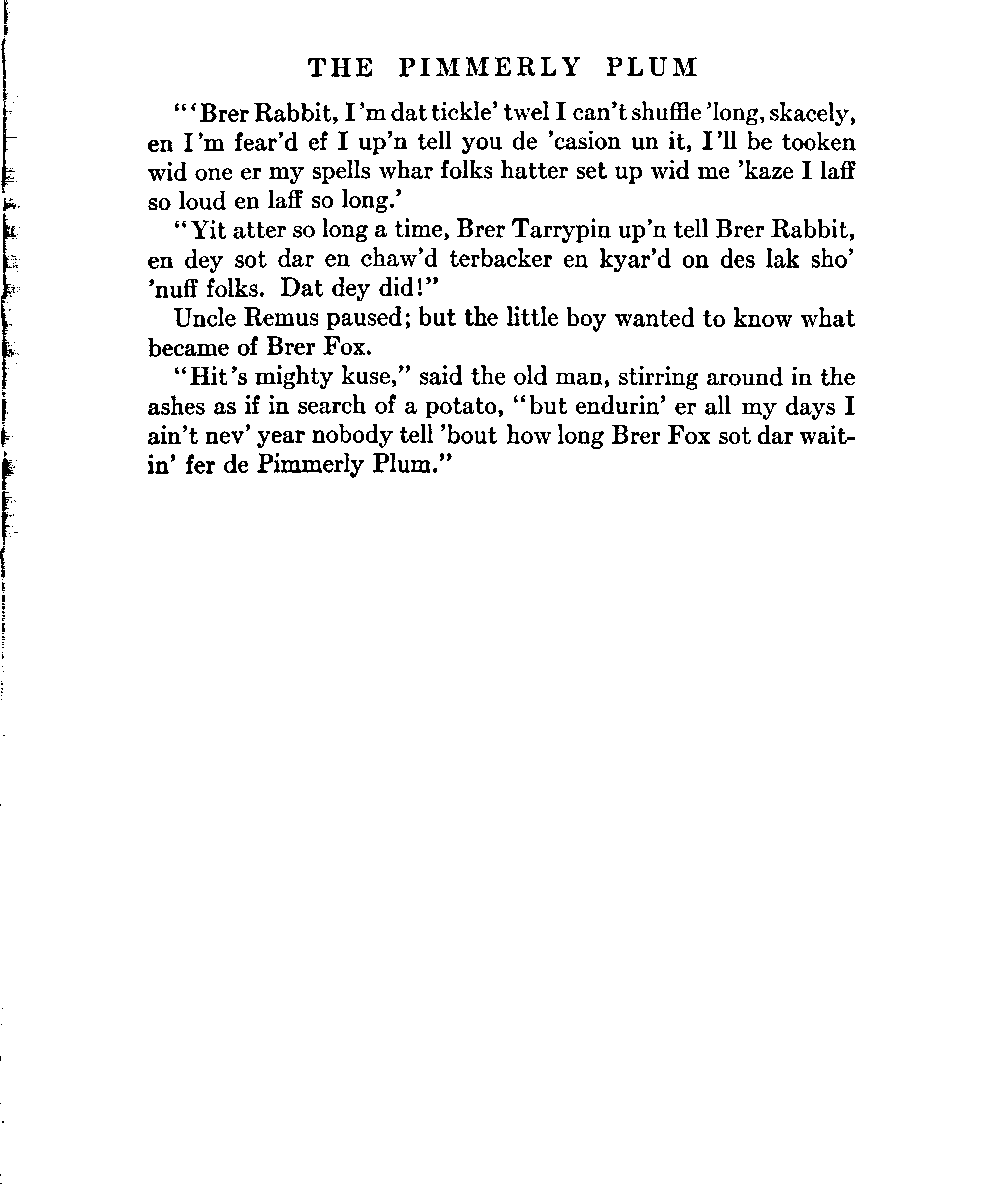 THE PIMMERLY PLUM
“‘Brer Rabbit, I’m dat tickle’ twel I can’t shuffle ’long, skacely,
en I’m fear’d ef I up’n tell you de ’casion un it, I’ll be tooken
wid one er my spells whar folks hatter set up wid me ’kaze I laff
so loud en laff so long.’
“Yit atter so long a time, Brer Tarrypin up’n tell Brer Rabbit,
en dey sot dar en chaw’d terbacker en kyar’d on des lak sho’
’nuff folks. Dat dey did!”
Uncle Remus paused; but the little boy wanted to know what
became of Brer Fox.
“Hit’s mighty kuse,” said the old man, stirring around in the
ashes as if in search of a potato, “but endurin’ er all my days I
ain’t nev’ year nobody tell ’bout how long Brer Fox sot dar wait-
in’ fer de Pimmerly Plum.”